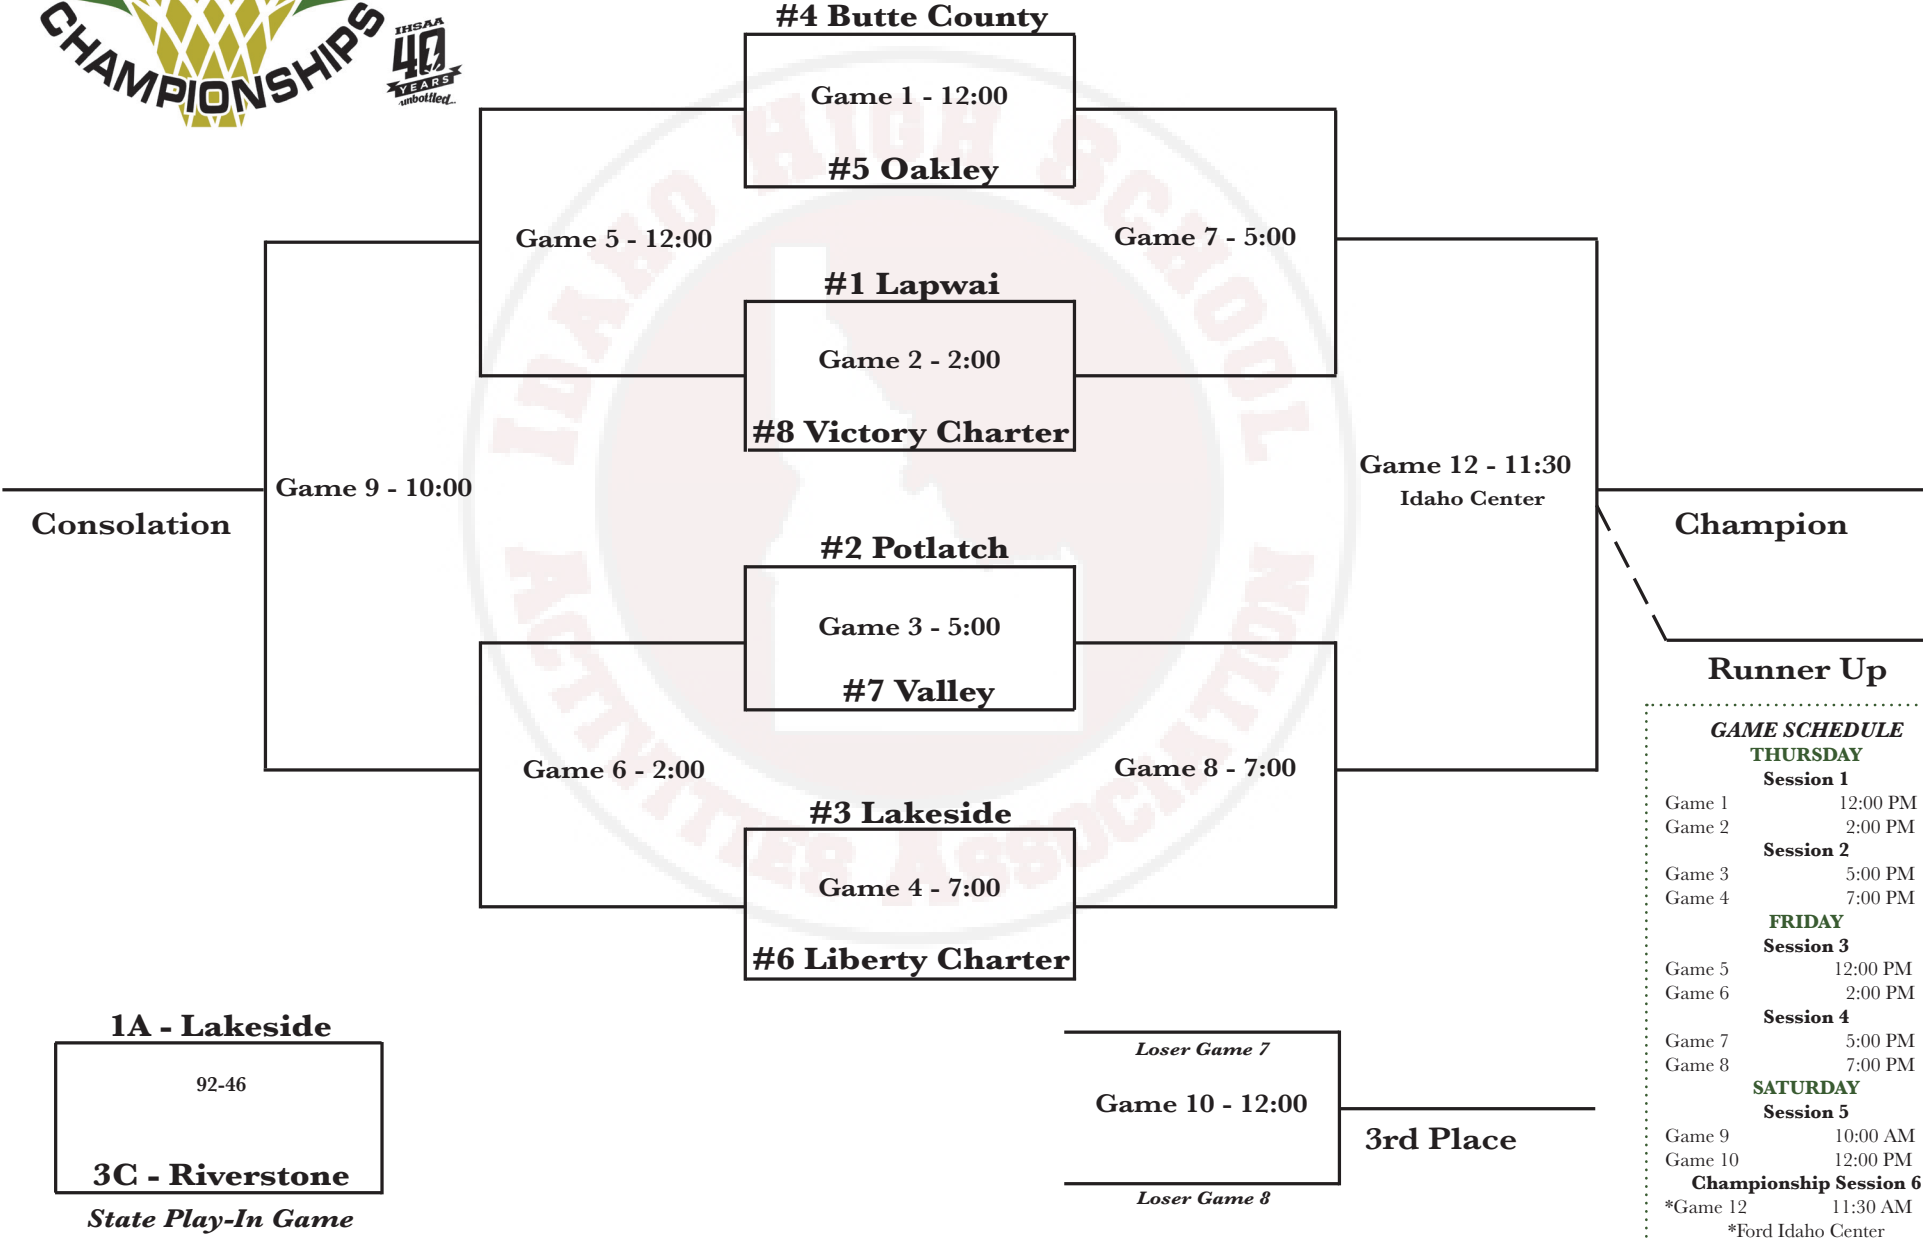 CHAMPIONSHIPS
IHSAA
40
YEARS
unbottled...
IDAHO HIGH SCHOOL
ACTIVITIES ASSOCIATION
#4 Butte County
Game 1 - 12:00
#5 Oakley
Game 5 - 12:00
Game 7 - 5:00
#1 Lapwai
Game 2 - 2:00
#8 Victory Charter
Game 9 - 10:00
Consolation
Game 12 - 11:30
Idaho Center
Champion
Runner Up
#2 Potlatch
Game 3 - 5:00
#7 Valley
Game 6 - 2:00
Game 8 - 7:00
#3 Lakeside
Game 4 - 7:00
#6 Liberty Charter
1A - Lakeside
92-46
3C - Riverstone
State Play-In Game
Loser Game 7
Game 10 - 12:00
3rd Place
Loser Game 8
GAME SCHEDULE
THURSDAY
Session 1
Game 1 12:00 PM
Game 2 2:00 PM
Session 2
Game 3 5:00 PM
Game 4 7:00 PM
FRIDAY
Session 3
Game 5 12:00 PM
Game 6 2:00 PM
Session 4
Game 7 5:00 PM
Game 8 7:00 PM
SATURDAY
Session 5
Game 9 10:00 AM
Game 10 12:00 PM
Championship Session 6
*Game 12 11:30 AM
*Ford Idaho Center